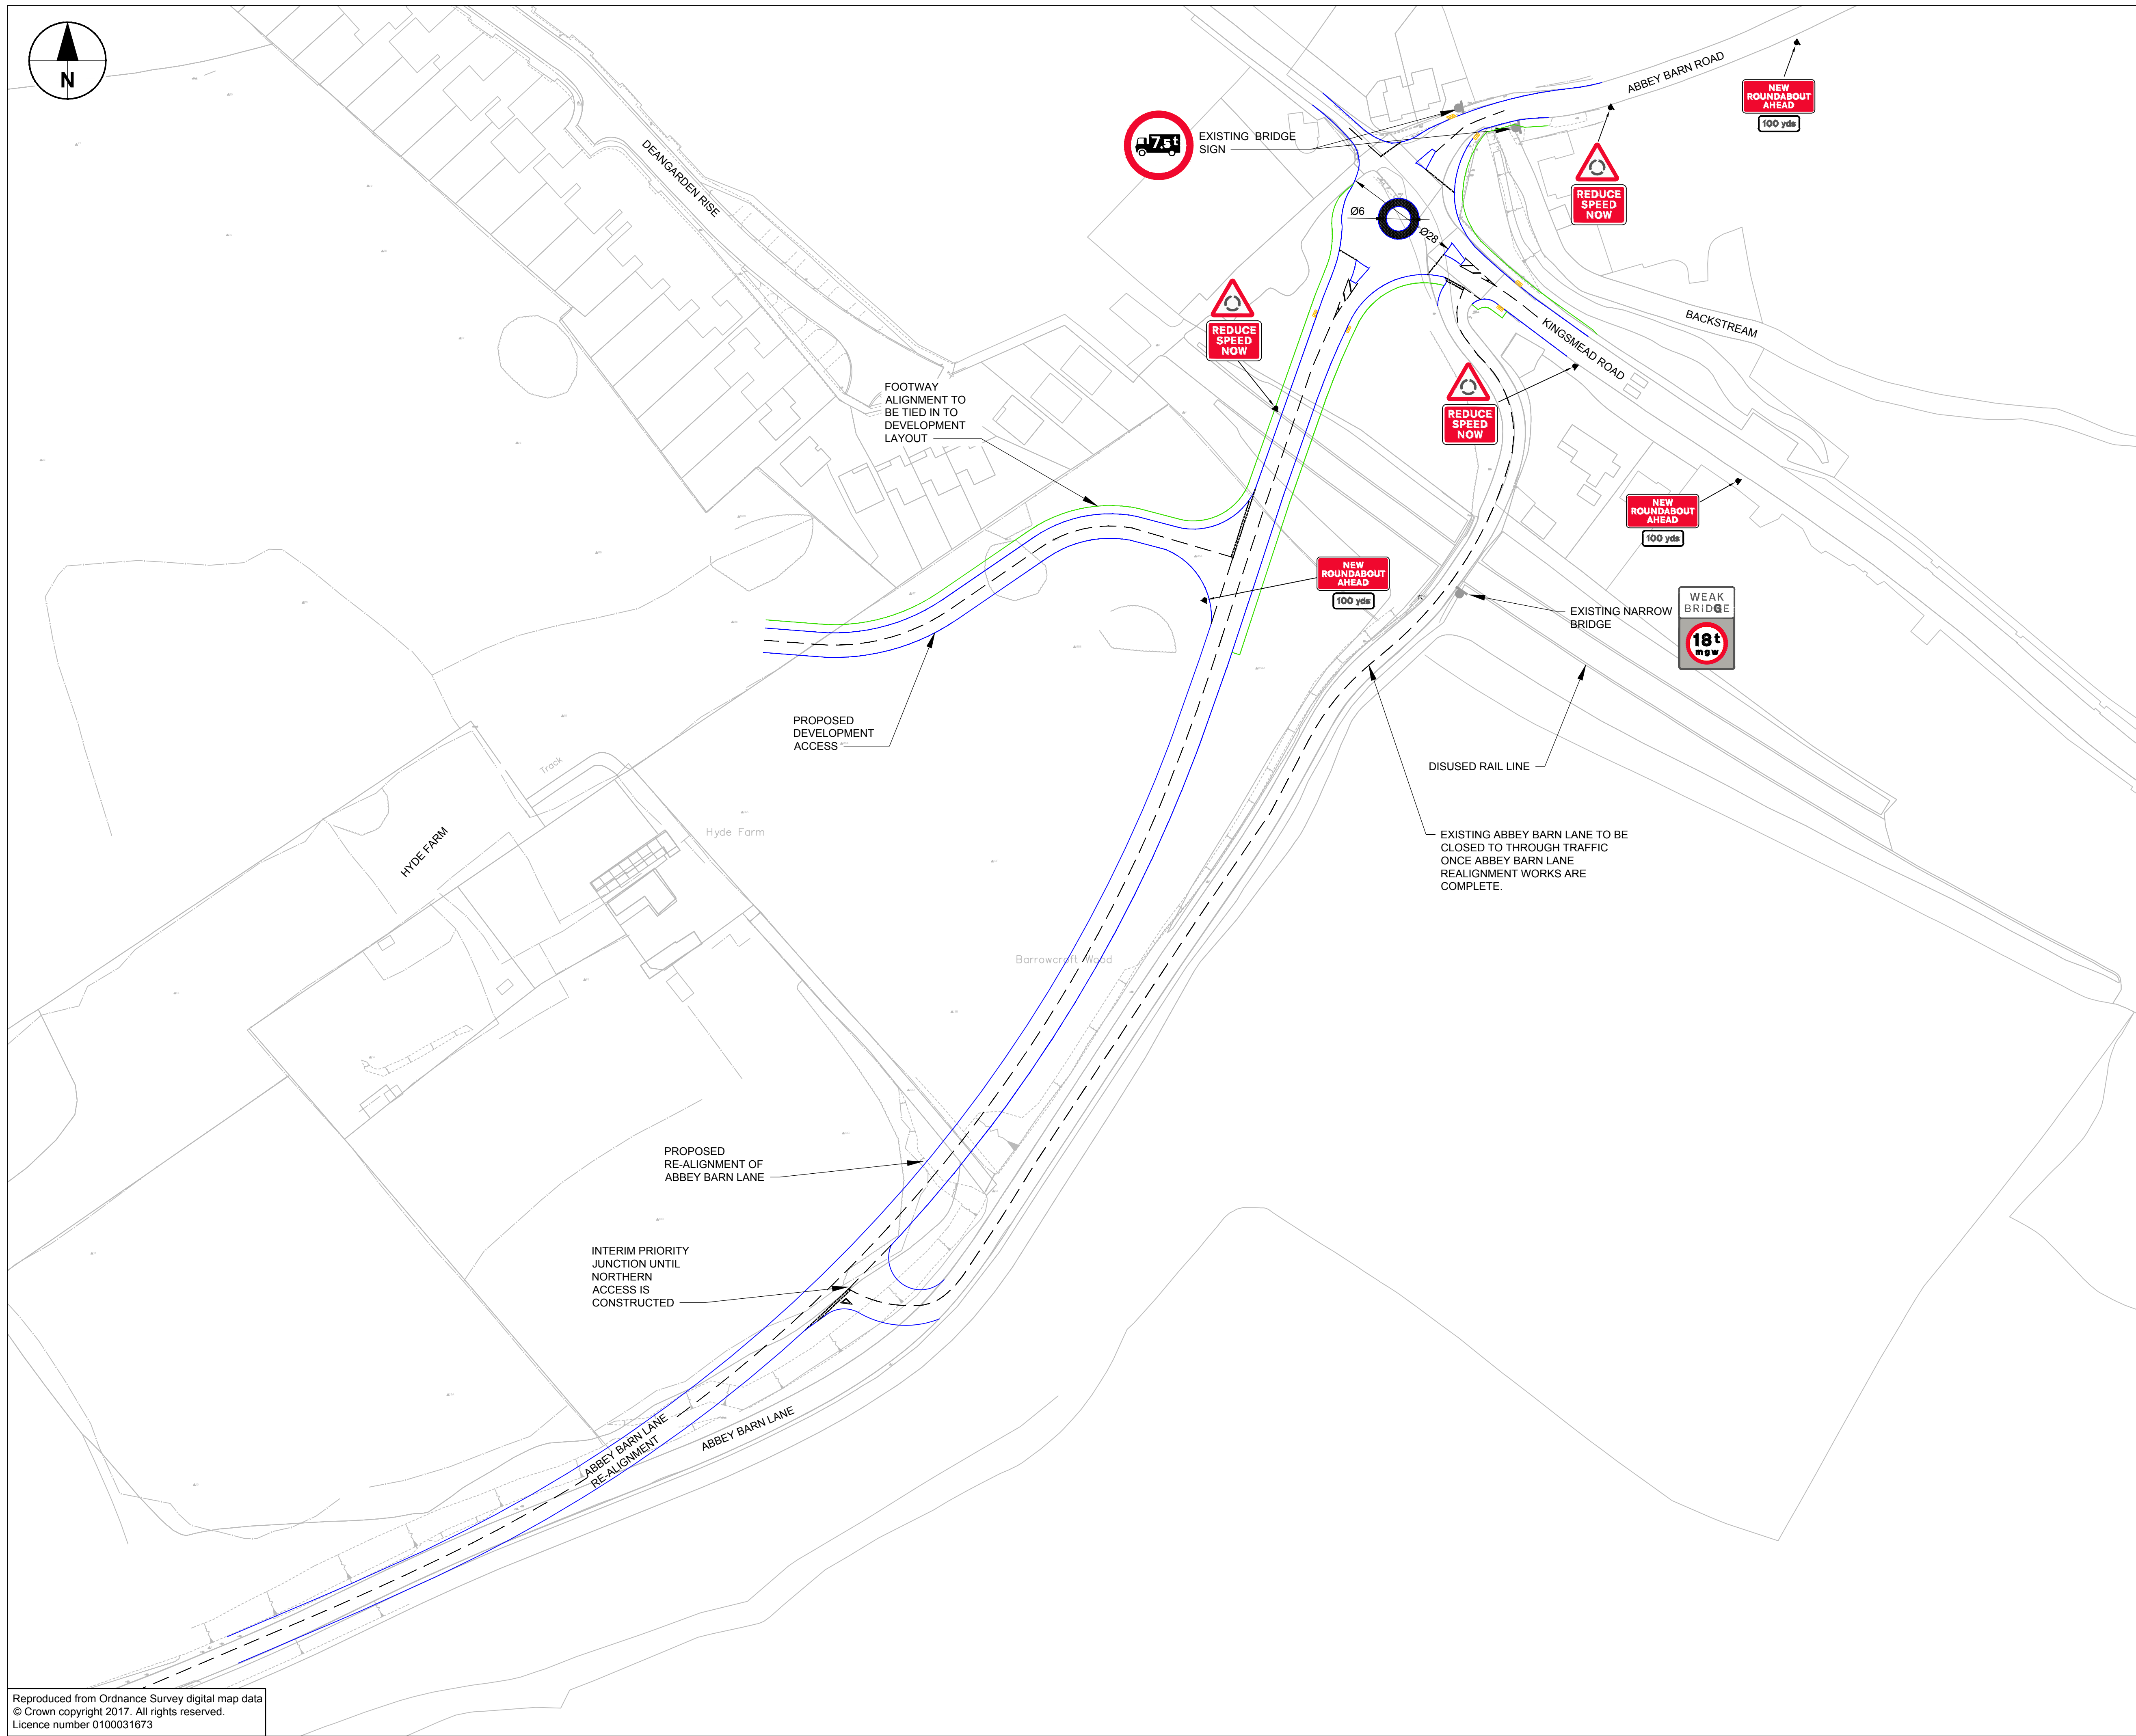 N
ABBEY BARN ROAD
NEW
ROUNDABOUT
AHEAD
100 yds
EXISTING BRIDGE
SIGN
7.5t
DEANGARDEN RISE
REDUCE
SPEED
NOW
Ø6
Ø28
REDUCE
SPEED
NOW
BACKSTREAM
KINGSMEAD ROAD
FOOTWAY
ALIGNMENT TO
BE TIED IN TO
DEVELOPMENT
LAYOUT
REDUCE
SPEED
NOW
NEW
ROUNDABOUT
AHEAD
100 yds
NEW
ROUNDABOUT
AHEAD
100 yds
EXISTING NARROW
BRIDGE
WEAK
BRIDGE
18t
mgw
PROPOSED
DEVELOPMENT
ACCESS
DISUSED RAIL LINE
Track
Hyde Farm
HYDE FARM
EXISTING ABBEY BARN LANE TO BE
CLOSED TO THROUGH TRAFFIC
ONCE ABBEY BARN LANE
REALIGNMENT WORKS ARE
COMPLETE.
Barrowcroft Wood
PROPOSED
RE-ALIGNMENT OF
ABBEY BARN LANE
INTERIM PRIORITY
JUNCTION UNTIL
NORTHERN
ACCESS IS
CONSTRUCTED
ABBEY BARN LANE
RE-ALIGNMENT
ABBEY BARN LANE
Reproduced from Ordnance Survey digital map data
© Crown copyright 2017. All rights reserved.
Licence number 0100031673